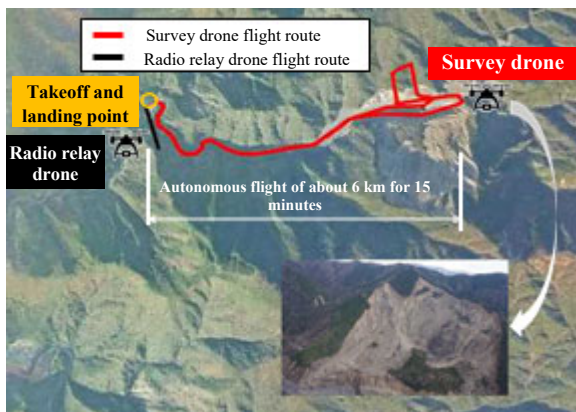 Survey drone flight route
Radio relay drone flight route
Survey drone
Takeoff and
landing point
Radio relay
drone
Autonomous flight of about 6 km for 15
minutes